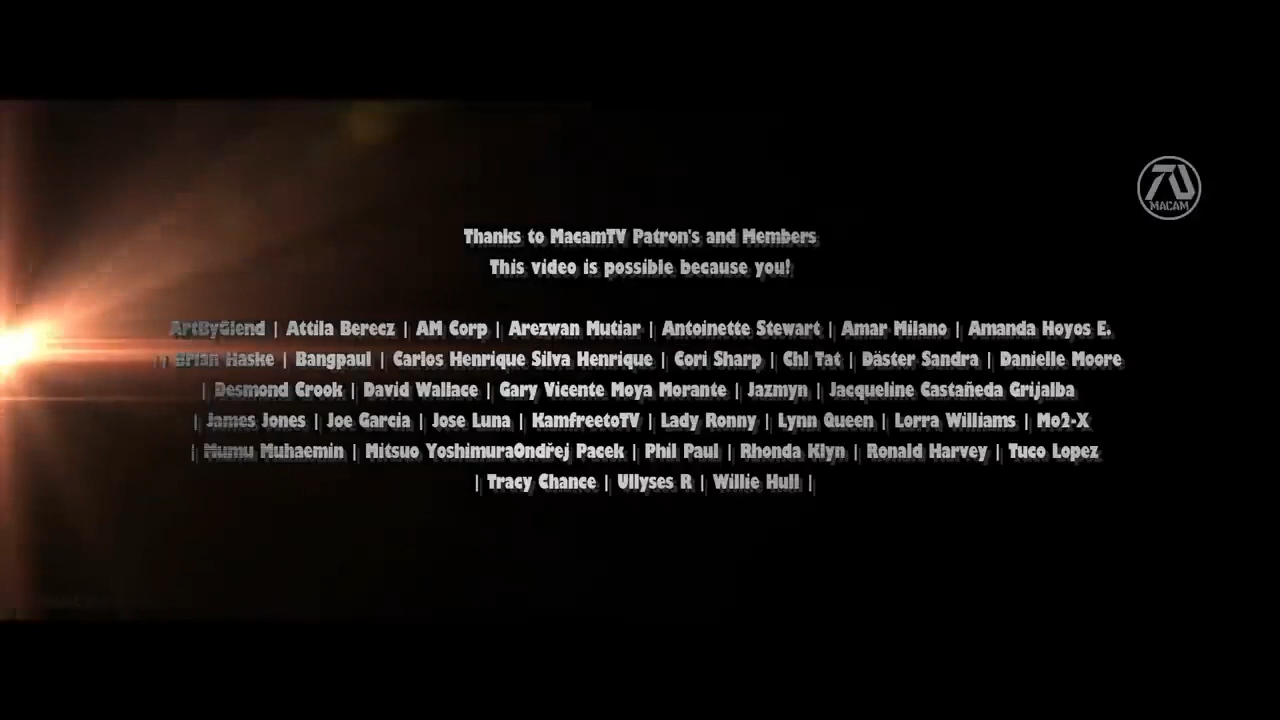 MACAM
Thanks to MacamTV Patron's and Members
This video is possible because you!
ArtByGlend | Attila Berecz | AM Corp | Arezwan Mutiar | Antoinette Stewart | Amar Milano | Amanda Hoyos E.
| Brian Haske | Bangpaul | Carlos Henrique Silva Henrique | Cori Sharp | Chl Tat | Däster Sandra | Danielle Moore
| Desmond Crook | David Wallace | Gary Vicente Moya Morante | Jazmyn | Jacqueline Castañeda Grijalba
| James Jones | Joe Garcia | Jose Luna | KamfreetoTV | Lady Ronny | Lynn Queen | Lorra Williams | Mo2-X
| Mumu Muhaemin | Mitsuo YoshimuraOndřej Pacek | Phil Paul | Rhonda Klyn | Ronald Harvey | Tuco Lopez
| Tracy Chance | Ullyses R | Willie Hull |